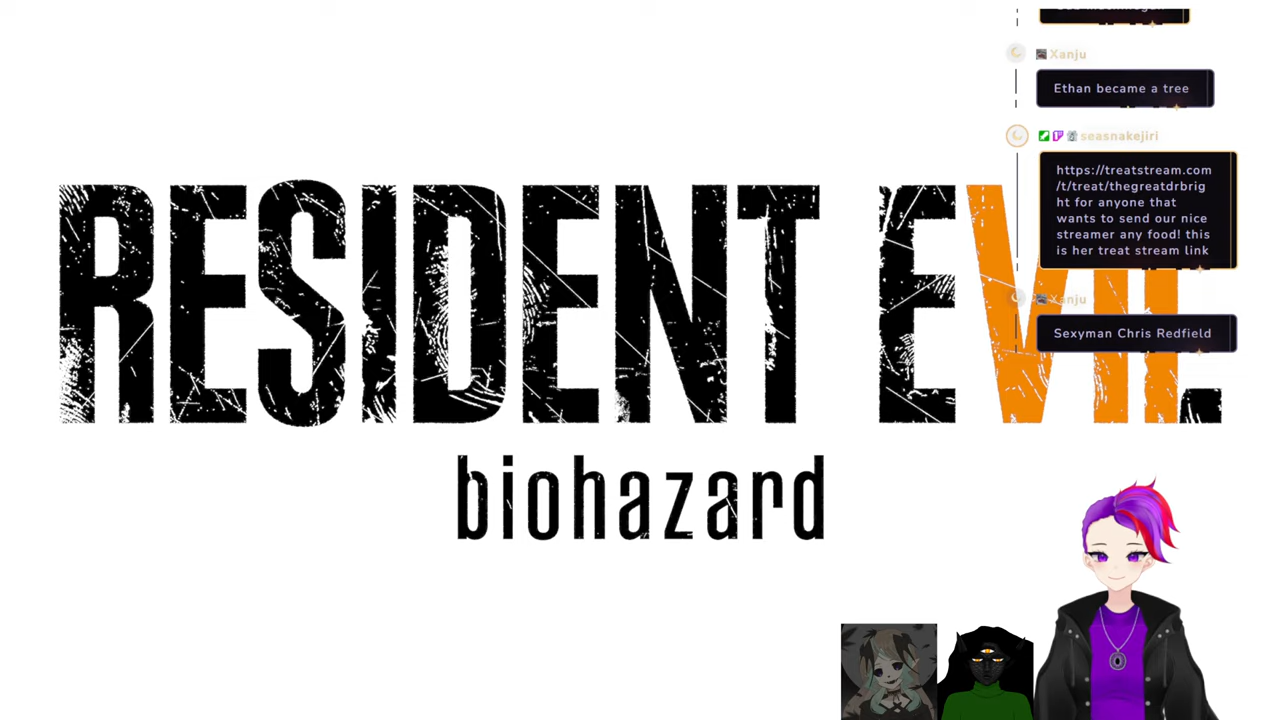 Xanju
Ethan became a tree
seasnakejiri
https://treatstream.com
/t/treat/thegreatdrbrig
ht for anyone that
wants to send our nice
streamer any food! this
is her treat stream link
Xanju
Sexyman Chris Redfield
RESIDENT EVIL
biohazard